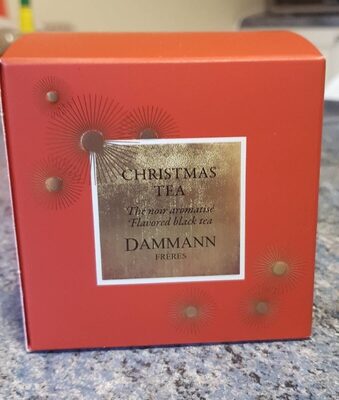 CHRISTMAS
TEA
Thé noir aromatisé
Flavored black tea
DAMMANN
FRÈRES